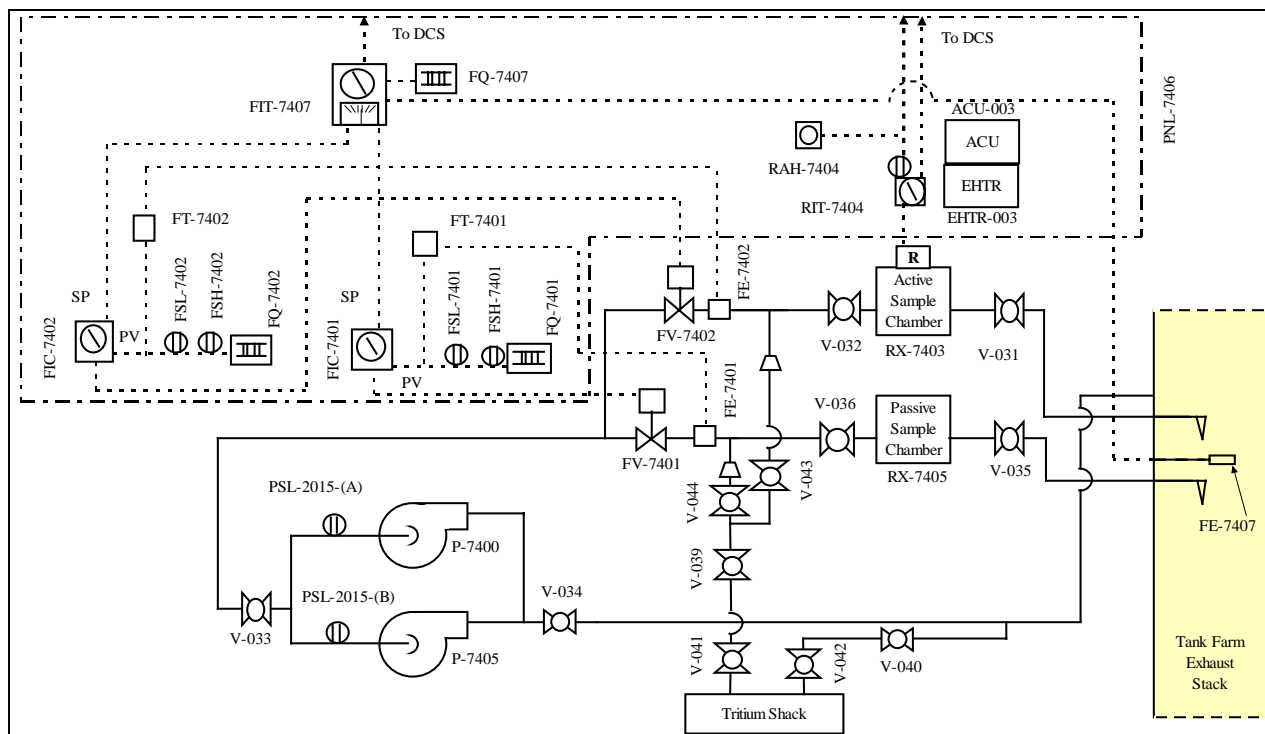 To DCS
To DCS
FQ-7407
FIT-7407
PNL-7406
ACU-003
ACU
RAH-7404
EHTR
RIT-7404
EHTR-003
FT-7402
FT-7401
FE-7402
R
Active
Sample
Chamber
RX-7403
V-032
V-031
FV-7402
SP
FSL-7402
FSH-7402
FQ-7402
FIC-7402
PV
SP
FSL-7401
FSH-7401
FQ-7401
FIC-7401
PV
FE-7401
V-036
Passive
Sample
Chamber
RX-7405
V-035
FV-7401
V-043
V-044
FE-7407
PSL-2015-(A)
P-7400
V-039
PSL-2015-(B)
V-034
V-033
P-7405
V-041
V-042
V-040
Tank Farm
Exhaust
Stack
Tritium Shack